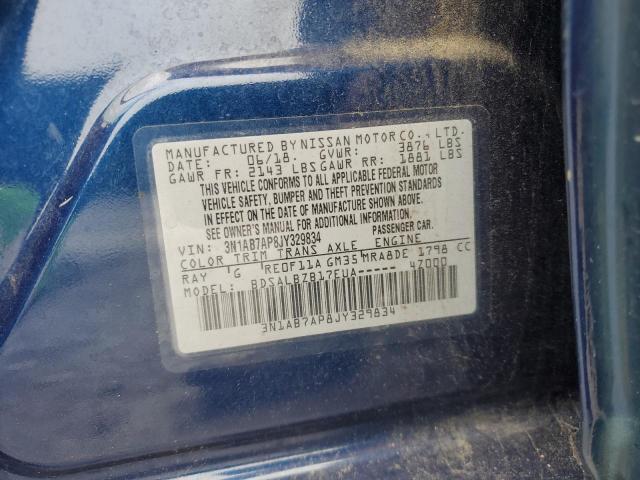 MANUFACTURED BY NISSAN MOTOR CO., LTD.
DATE: 06/18. GVWR: 3876 LBS
GAWR FR: 2143 LBS GAWR RR: 1881 LBS
THIS VEHICLE CONFORMS TO ALL APPLICABLE FEDERAL MOTOR
VEHICLE SAFETY, BUMPER AND THEFT PREVENTION STANDARDS
IN EFFECT ON THE DATE OF MANUFACTURE SHOWN ABOVE.
OWNER'S MANUAL FOR ADDITIONAL INFORMATION.
VIN: 3N1AB7AP8JY329834 PASSENGER CAR.
COLOR TRIM TRANS AXLE ENGINE
RAY G RE0F11A GM35 MRA8DE 1798 CC
MODEL: BDSALBZB17EUA----- 4Z000
3N1AB7AP8JY329834